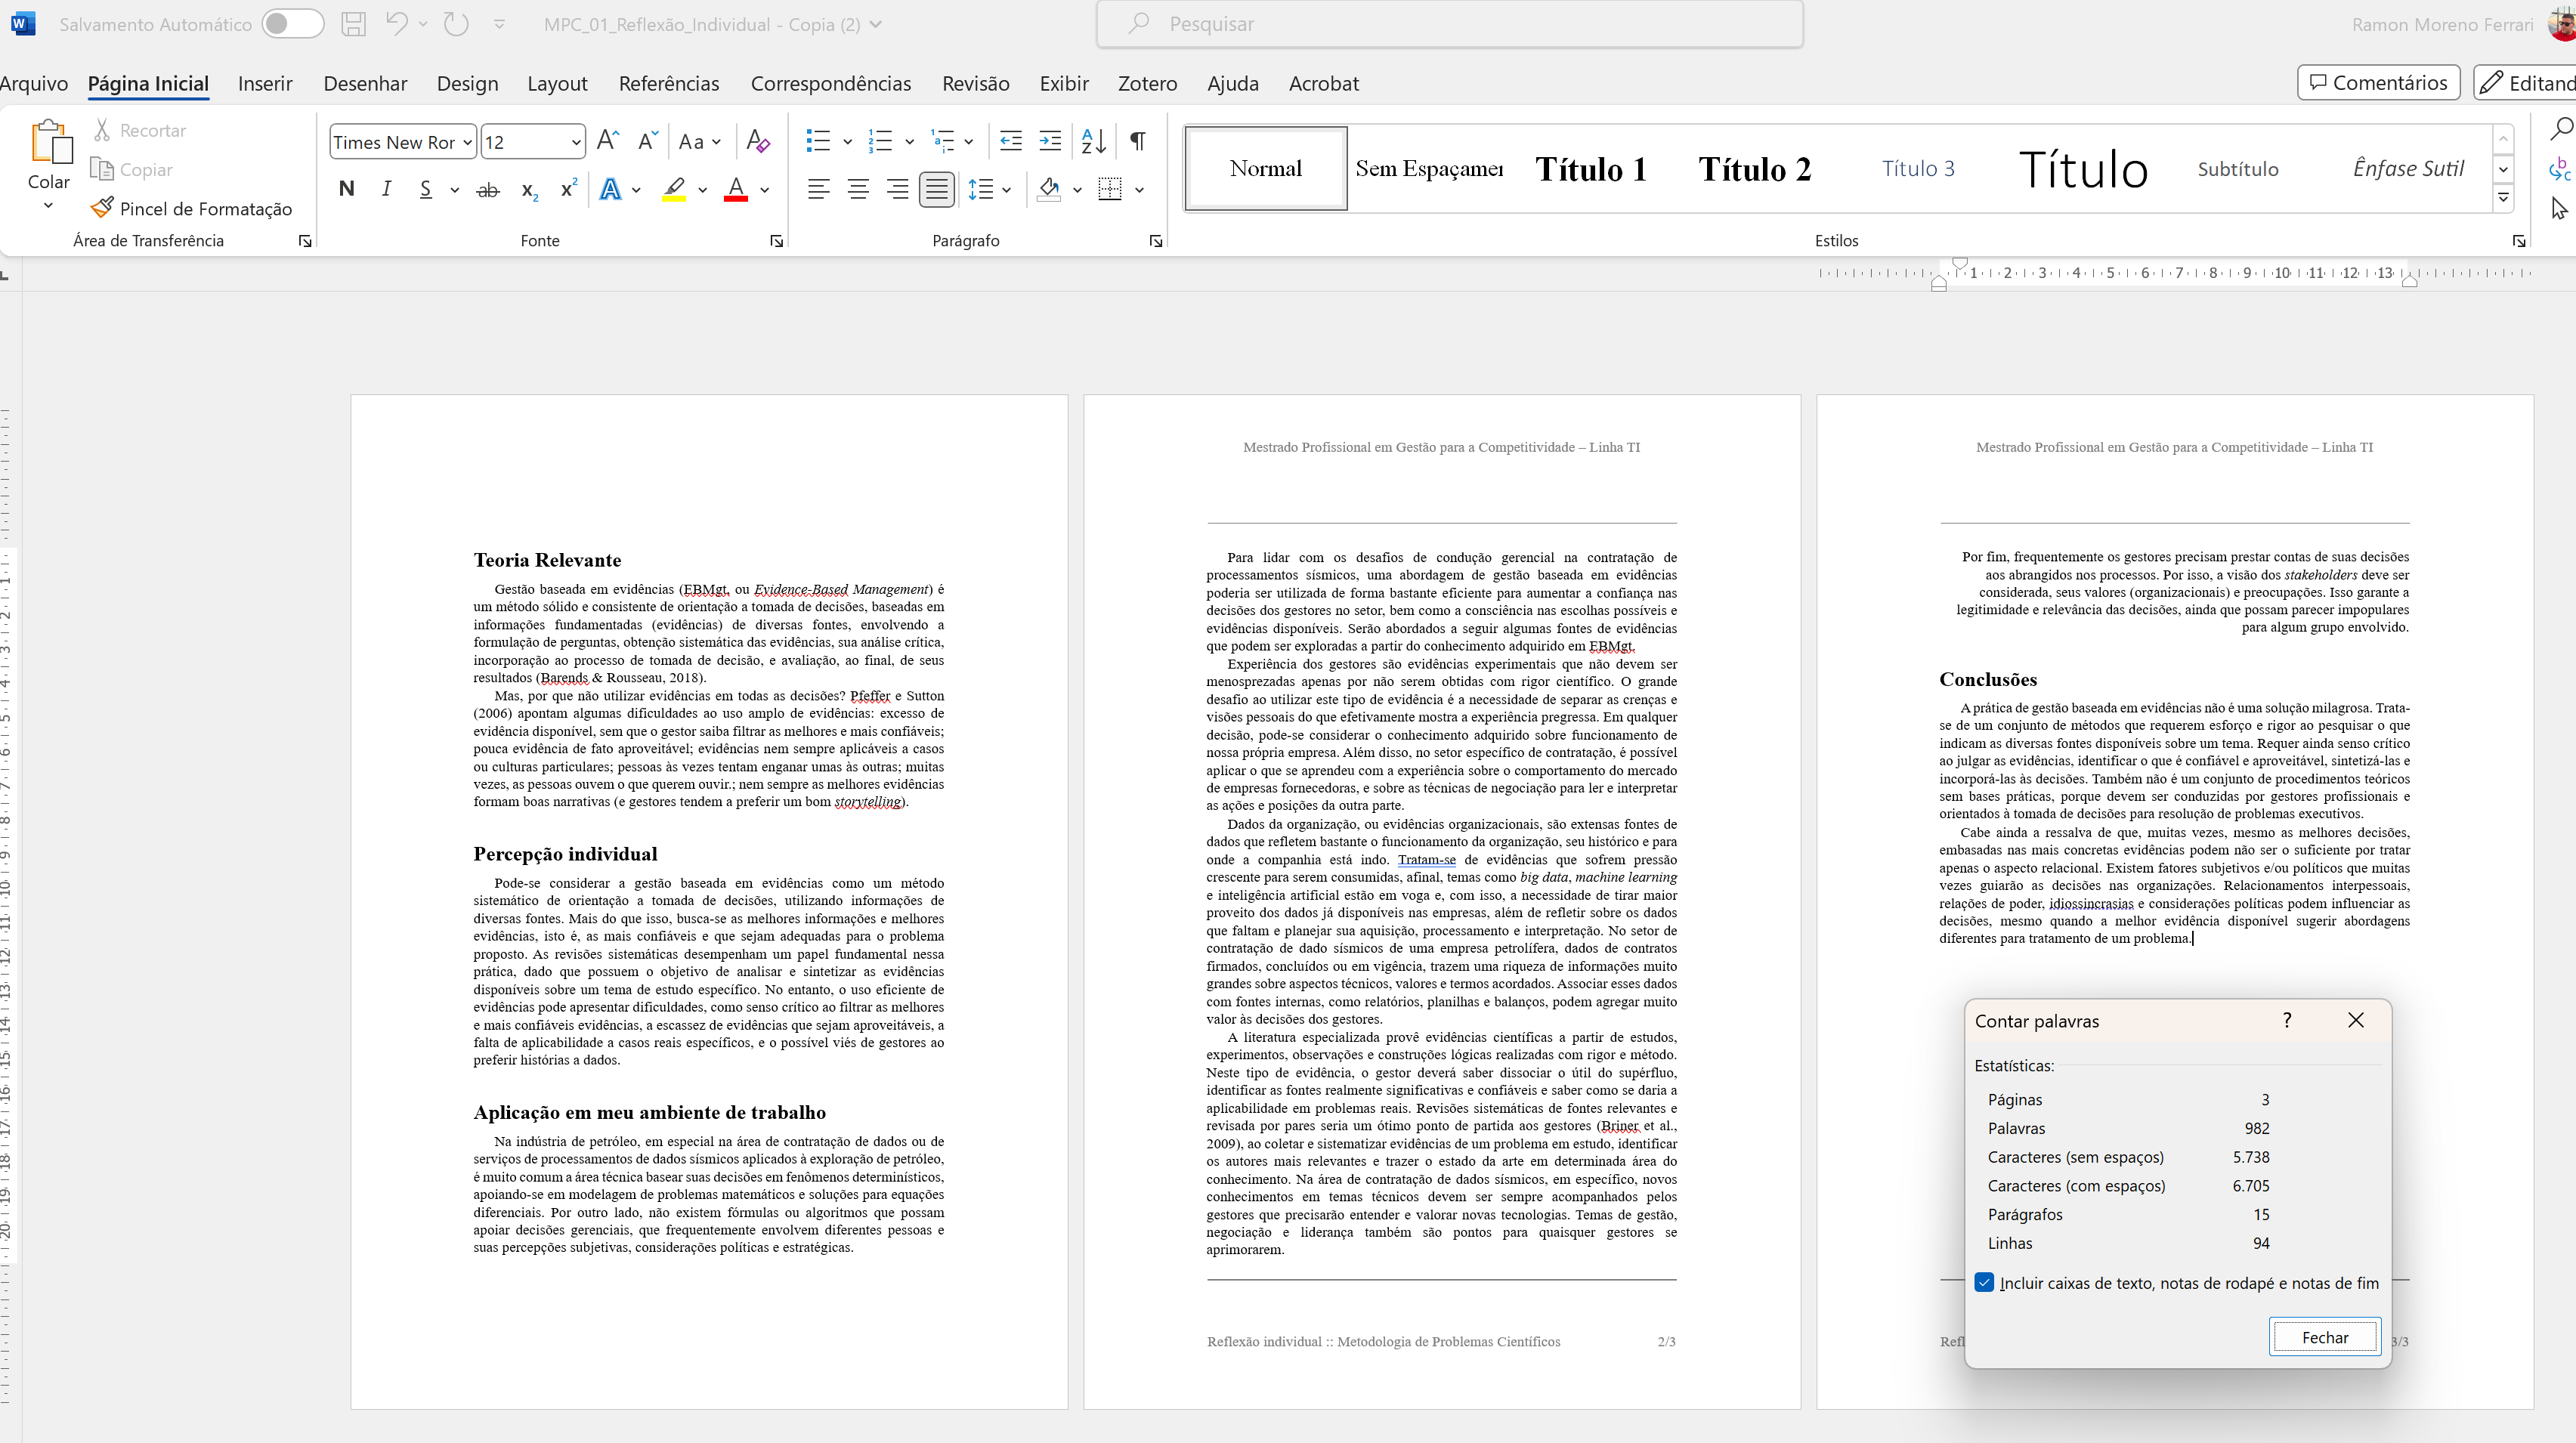 Salvamento Automático
MPC_01_Reflexão_Individual - Copia (2)
Pesquisar
Ramon Moreno Ferrari
Arquivo
Página Inicial
Inserir
Desenhar
Design
Layout
Referências
Correspondências
Revisão
Exibir
Zotero
Ajuda
Acrobat
Comentários
Editand
Colar
Recortar
Copiar
Pincel de Formatação
Área de Transferência
Times New Ror
12
Fonte
Parágrafo
Normal
Sem Espaçamer
Título 1
Título 2
Título 3
Título
Subtítulo
Ênfase Sutil
Estilos
Teoria Relevante
Gestão baseada em evidências (EBMgt, ou Evidence-Based Management) é
um método sólido e consistente de orientação a tomada de decisões, baseadas em
informações fundamentadas (evidências) de diversas fontes, envolvendo a
formulação de perguntas, obtenção sistemática das evidências, sua análise crítica,
incorporação ao processo de tomada de decisão, e avaliação, ao final, de seus
resultados (Barends & Rousseau, 2018).
Mas, por que não utilizar evidências em todas as decisões? Pfeffer e Sutton
(2006) apontam algumas dificuldades ao uso amplo de evidências: excesso de
evidência disponível, sem que o gestor saiba filtrar as melhores e mais confiáveis;
pouca evidência de fato aproveitável; evidências nem sempre aplicáveis a casos
ou culturas particulares; pessoas às vezes tentam enganar umas às outras; muitas
vezes, as pessoas ouvem o que querem ouvir.; nem sempre as melhores evidências
formam boas narrativas (e gestores tendem a preferir um bom storytelling).
Percepção individual
Pode-se considerar a gestão baseada em evidências como um método
sistemático de orientação a tomada de decisões, utilizando informações de
diversas fontes. Mais do que isso, busca-se as melhores informações e melhores
evidências, isto é, as mais confiáveis e que sejam adequadas para o problema
proposto. As revisões sistemáticas desempenham um papel fundamental nessa
prática, dado que possuem o objetivo de analisar e sintetizar as evidências
disponíveis sobre um tema de estudo específico. No entanto, o uso eficiente de
evidências pode apresentar dificuldades, como senso crítico ao filtrar as melhores
e mais confiáveis evidências, a escassez de evidências que sejam aproveitáveis, a
falta de aplicabilidade a casos reais específicos, e o possível viés de gestores ao
preferir histórias a dados.
Aplicação em meu ambiente de trabalho
Na indústria de petróleo, em especial na área de contratação de dados ou de
serviços de processamentos de dados sísmicos aplicados à exploração de petróleo,
é muito comum a área técnica basear suas decisões em fenômenos determinísticos,
apoiando-se em modelagem de problemas matemáticos e soluções para equações
diferenciais. Por outro lado, não existem fórmulas ou algoritmos que possam
apoiar decisões gerenciais, que frequentemente envolvem diferentes pessoas e
suas percepções subjetivas, considerações políticas e estratégicas.
Mestrado Profissional em Gestão para a Competitividade – Linha TI
Para lidar com os desafios de condução gerencial na contratação de
processamentos sísmicos, uma abordagem de gestão baseada em evidências
poderia ser utilizada de forma bastante eficiente para aumentar a confiança nas
decisões dos gestores no setor, bem como a consciência nas escolhas possíveis e
evidências disponíveis. Serão abordados a seguir algumas fontes de evidências
que podem ser exploradas a partir do conhecimento adquirido em EBMgt.
Experiência dos gestores são evidências experimentais que não devem ser
menosprezadas apenas por não serem obtidas com rigor científico. O grande
desafio ao utilizar este tipo de evidência é a necessidade de separar as crenças e
visões pessoais do que efetivamente mostra a experiência pregressa. Em qualquer
decisão, pode-se considerar o conhecimento adquirido sobre funcionamento de
nossa própria empresa. Além disso, no setor específico de contratação, é possível
aplicar o que se aprendeu com a experiência sobre o comportamento do mercado
de empresas fornecedoras, e sobre as técnicas de negociação para ler e interpretar
as ações e posições da outra parte.
Dados da organização, ou evidências organizacionais, são extensas fontes de
dados que refletem bastante o funcionamento da organização, seu histórico e para
onde a companhia está indo. Tratam-se de evidências que sofrem pressão
crescente para serem consumidas, afinal, temas como big data, machine learning
e inteligência artificial estão em voga e, com isso, a necessidade de tirar maior
proveito dos dados já disponíveis nas empresas, além de refletir sobre os dados
que faltam e planejar sua aquisição, processamento e interpretação. No setor de
contratação de dado sísmicos de uma empresa petrolífera, dados de contratos
firmados, concluídos ou em vigência, trazem uma riqueza de informações muito
grandes sobre aspectos técnicos, valores e termos acordados. Associar esses dados
com fontes internas, como relatórios, planilhas e balanços, podem agregar muito
valor às decisões dos gestores.
A literatura especializada provê evidências científicas a partir de estudos,
experimentos, observações e construções lógicas realizadas com rigor e método.
Neste tipo de evidência, o gestor deverá saber dissociar o útil do supérfluo,
identificar as fontes realmente significativas e confiáveis e saber como se daria a
aplicabilidade em problemas reais. Revisões sistemáticas de fontes relevantes e
revisada por pares seria um ótimo ponto de partida aos gestores (Briner et al.,
2009), ao coletar e sistematizar evidências de um problema em estudo, identificar
os autores mais relevantes e trazer o estado da arte em determinada área do
conhecimento. Na área de contratação de dados sísmicos, em específico, novos
conhecimentos em temas técnicos devem ser sempre acompanhados pelos
gestores que precisarão entender e valorar novas tecnologias. Temas de gestão,
negociação e liderança também são pontos para quaisquer gestores se
aprimorarem.
Reflexão individual :: Metodologia de Problemas Científicos 2/3
Mestrado Profissional em Gestão para a Competitividade – Linha TI
Por fim, frequentemente os gestores precisam prestar contas de suas decisões
aos abrangidos nos processos. Por isso, a visão dos stakeholders deve ser
considerada, seus valores (organizacionais) e preocupações. Isso garante a
legitimidade e relevância das decisões, ainda que possam parecer impopulares
para algum grupo envolvido.
Conclusões
A prática de gestão baseada em evidências não é uma solução milagrosa. Trata-
se de um conjunto de métodos que requerem esforço e rigor ao pesquisar o que
indicam as diversas fontes disponíveis sobre um tema. Requer ainda senso crítico
ao julgar as evidências, identificar o que é confiável e aproveitável, sintetizá-las e
incorporá-las às decisões. Também não é um conjunto de procedimentos teóricos
sem bases práticas, porque devem ser conduzidas por gestores profissionais e
orientados à tomada de decisões para resolução de problemas executivos.
Cabe ainda a ressalva de que, muitas vezes, mesmo as melhores decisões,
embasadas nas mais concretas evidências podem não ser o suficiente por tratar
apenas o aspecto relacional. Existem fatores subjetivos e/ou políticos que muitas
vezes guiarão as decisões nas organizações. Relacionamentos interpessoais,
relações de poder, idiossincrasias e considerações políticas podem influenciar as
decisões, mesmo quando a melhor evidência disponível sugerir abordagens
diferentes para tratamento de um problema.
Contar palavras
Estatísticas:
Páginas 3
Palavras 982
Caracteres (sem espaços) 5.738
Caracteres (com espaços) 6.705
Parágrafos 15
Linhas 94
Incluir caixas de texto, notas de rodapé e notas de fim
Fechar
Refl 3/3